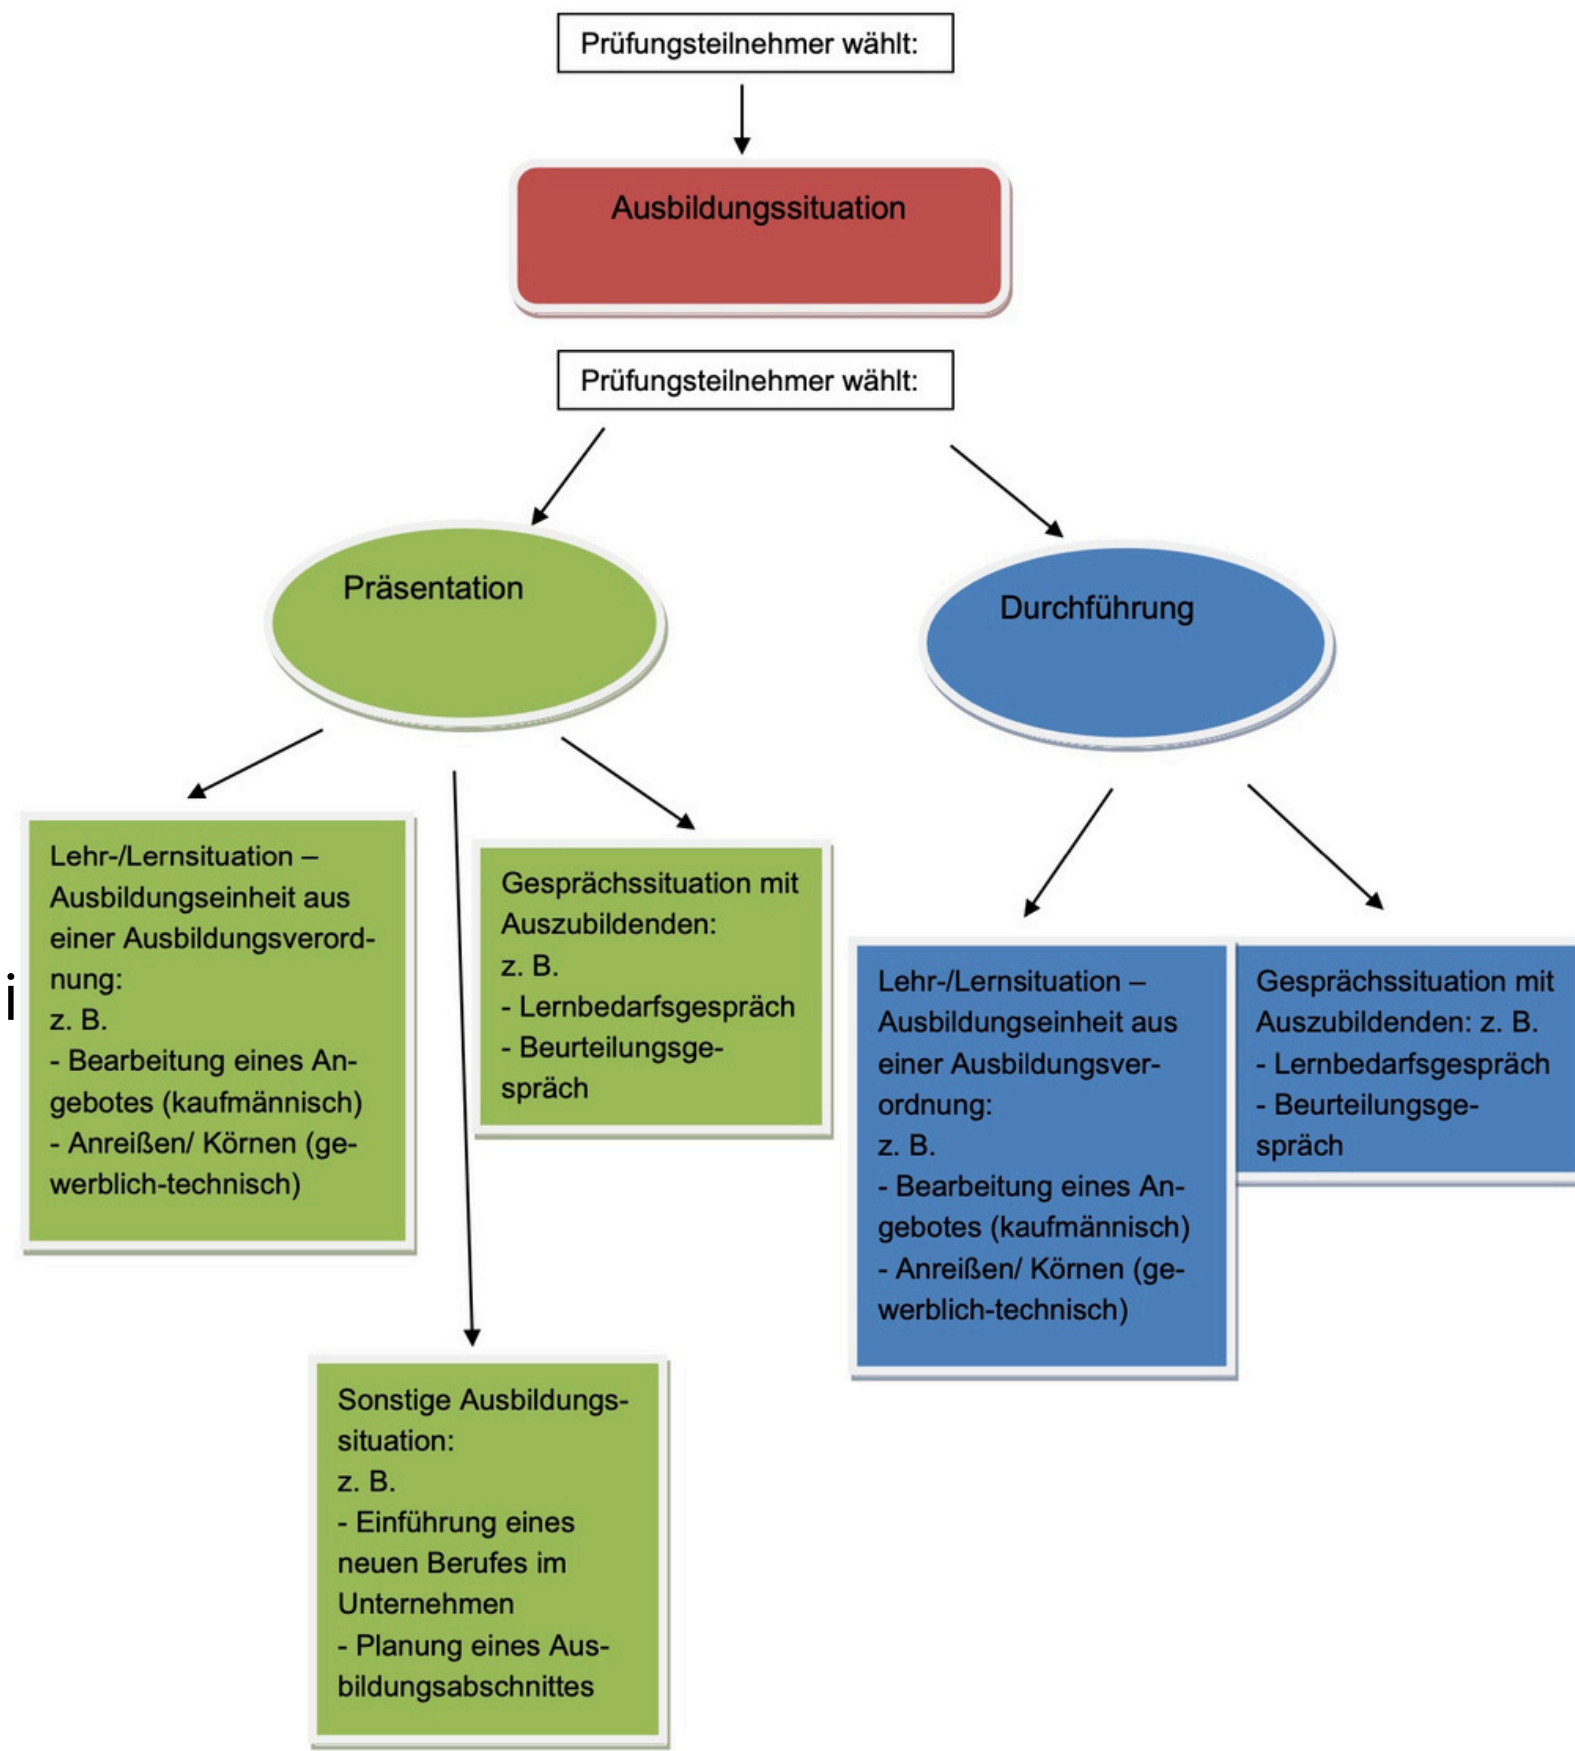 Prüfungsteilnehmer wählt:
Ausbildungssituation
Prüfungsteilnehmer wählt:
Präsentation
Durchführung
Lehr-/Lernsituation –
Ausbildungseinheit aus
einer Ausbildungsverord-
nung:
z. B.
- Bearbeitung eines An-
gebotes (kaufmännisch)
- Anreißen/ Körnen (ge-
werblich-technisch)
Gesprächssituation mit
Auszubildenden:
z. B.
- Lernbedarfsgespräch
- Beurteilungsge-
spräch
Lehr-/Lernsituation –
Ausbildungseinheit aus
einer Ausbildungsver-
ordnung:
z. B.
- Bearbeitung eines An-
gebotes (kaufmännisch)
- Anreißen/ Körnen (ge-
werblich-technisch)
Gesprächssituation mit
Auszubildenden: z. B.
- Lernbedarfsgespräch
- Beurteilungsge-
spräch
i
Sonstige Ausbildungs-
situation:
z. B.
- Einführung eines
neuen Berufes im
Unternehmen
- Planung eines Aus-
bildungsabschnittes